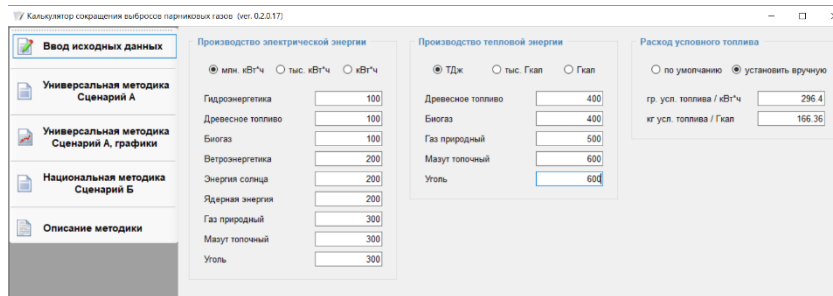 Калькулятор сокращения выбросов парниковых газов (ver. 0.2.0.17)
Ввод исходных данных
Универсальная методика
Сценарий А
Универсальная методика
Сценарий А, графики
Национальная методика
Сценарий Б
Описание методики
Производство электрической энергии
млн. кВт*ч тыс. кВт*ч кВт*ч
Гидроэнергетика 100
Древесное топливо 100
Биогаз 100
Ветроэнергетика 200
Энергия солнца 200
Ядерная энергия 200
Газ природный 300
Мазут топочный 300
Уголь 300
Производство тепловой энергии
ТДж тыс. Гкал Гкал
Древесное топливо 400
Биогаз 400
Газ природный 500
Мазут топочный 600
Уголь 600
Расход условного топлива
по умолчанию установить вручную
гр. усл. топлива / кВт*ч 296.4
кг усл. топлива / Гкал 166.36